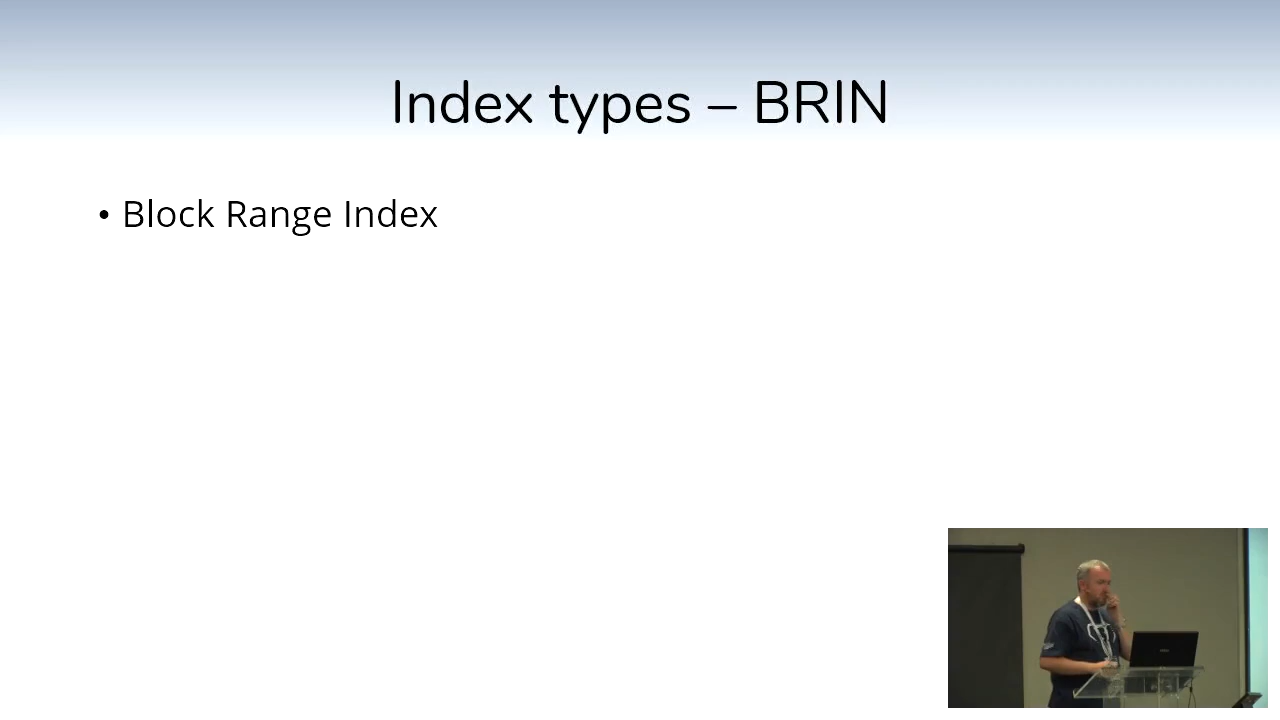 Index types – BRIN
• Block Range Index